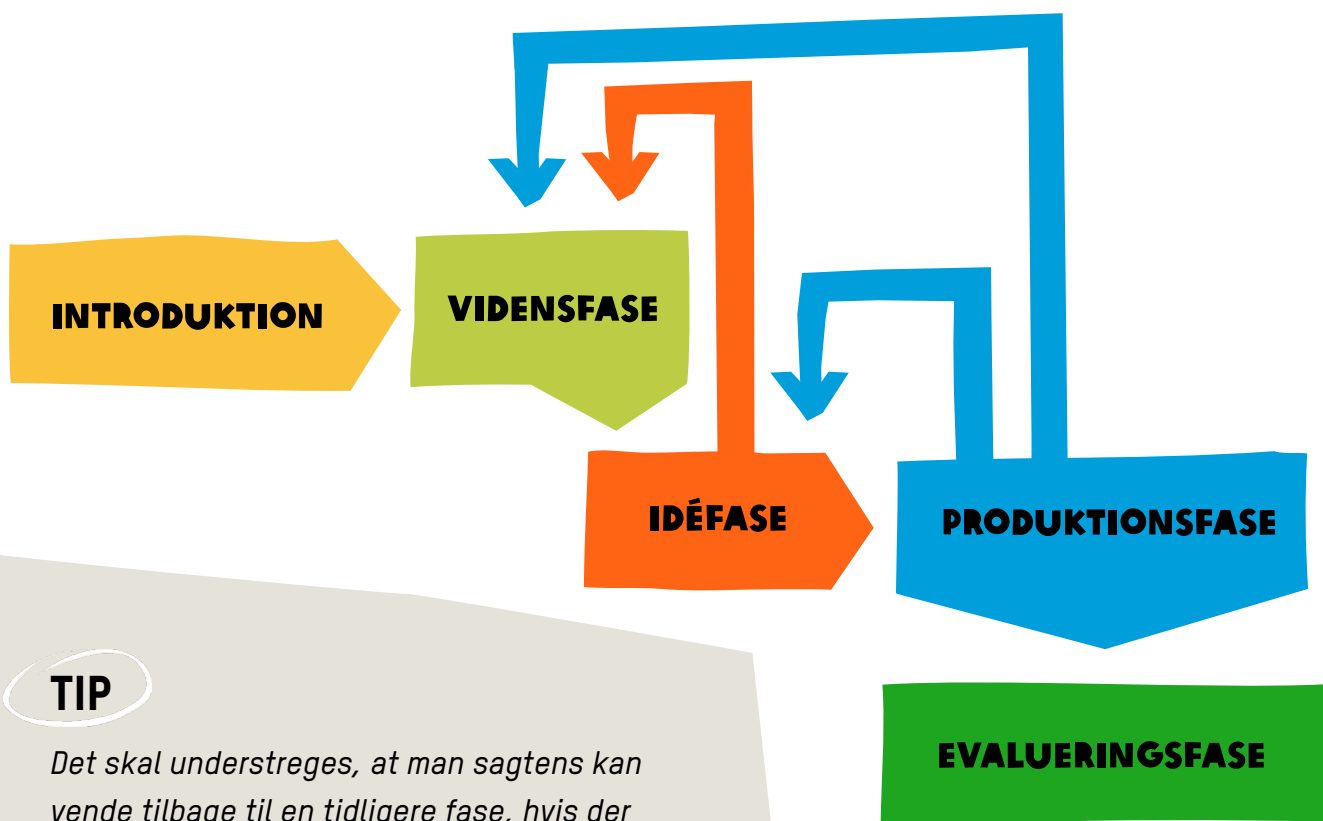 INTRODUKTION
VIDENSFASE
IDÉFASE
PRODUKTIONSFASE
EVALUERINGSFASE
TIP
Det skal understreges, at man sagtens kan
vende tilbage til en tidligere fase, hvis der